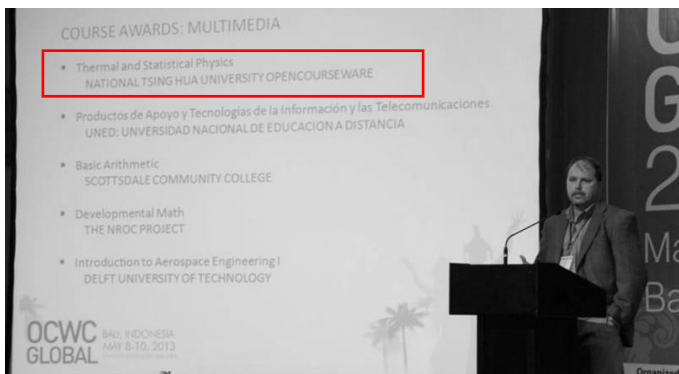 COURSE AWARDS: MULTIMEDIA
Thermal and Statistical Physics
NATIONAL TSING HUA UNIVERSITY OPENCOURSEWARE
Productos de Apoyo y Tecnologías de la Información y las Telecomunicaciones
UNED: UNVERSIDAD NACIONAL DE EDUCACION A DISTANCIA
Basic Arithmetic
SCOTTSDALE COMMUNITY COLLEGE
Developmental Math
THE NROC PROJECT
Introduction to Aerospace Engineering I
DELFT UNIVERSITY OF TECHNOLOGY
OCWC
GLOBAL
BALI, INDONESIA
MAY 8-10, 2013
G
2
Ma
Ba
Organized